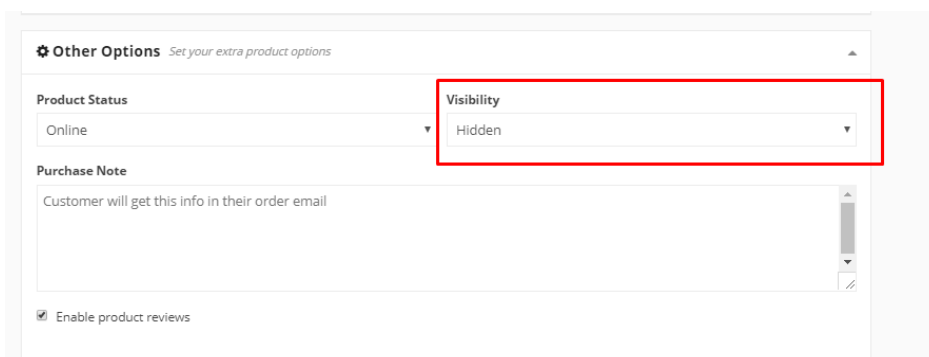 Other Options Set your extra product options
Product Status
Visibility
Online
Hidden
Purchase Note
Customer will get this info in their order email
Enable product reviews